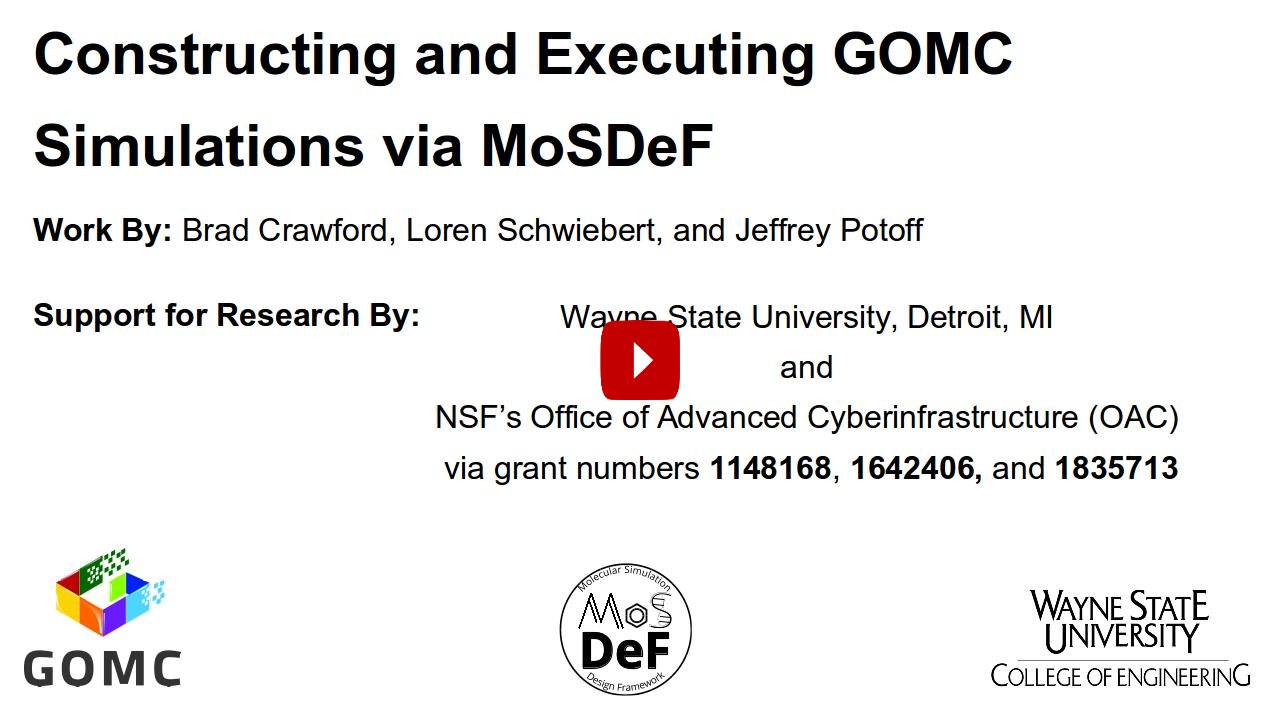 Constructing and Executing GOMC
Simulations via MoSDeF
Work By: Brad Crawford, Loren Schwiebert, and Jeffrey Potoff
Support for Research By:
Wayne State University, Detroit, MI
and
NSF’s Office of Advanced Cyberinfrastructure (OAC)
via grant numbers 1148168, 1642406, and 1835713
GOMC
Molecular Simulation
MoS
DeF
Design Framework
WAYNE STATE
UNIVERSITY
COLLEGE OF ENGINEERING